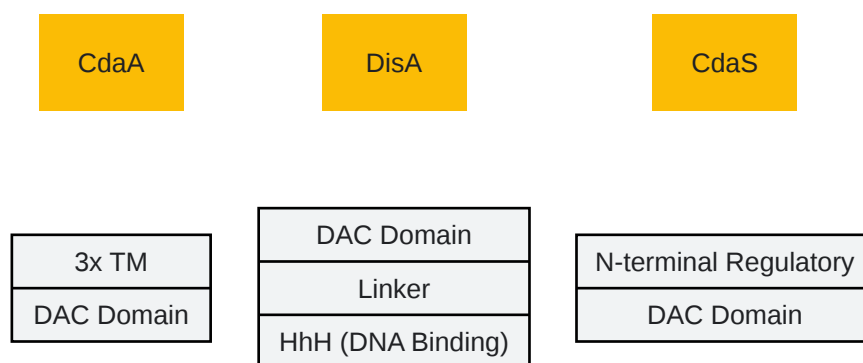 CdaA
DisA
CdaS
3x TM
DAC Domain
DAC Domain
Linker
HhH (DNA Binding)
N-terminal Regulatory
DAC Domain